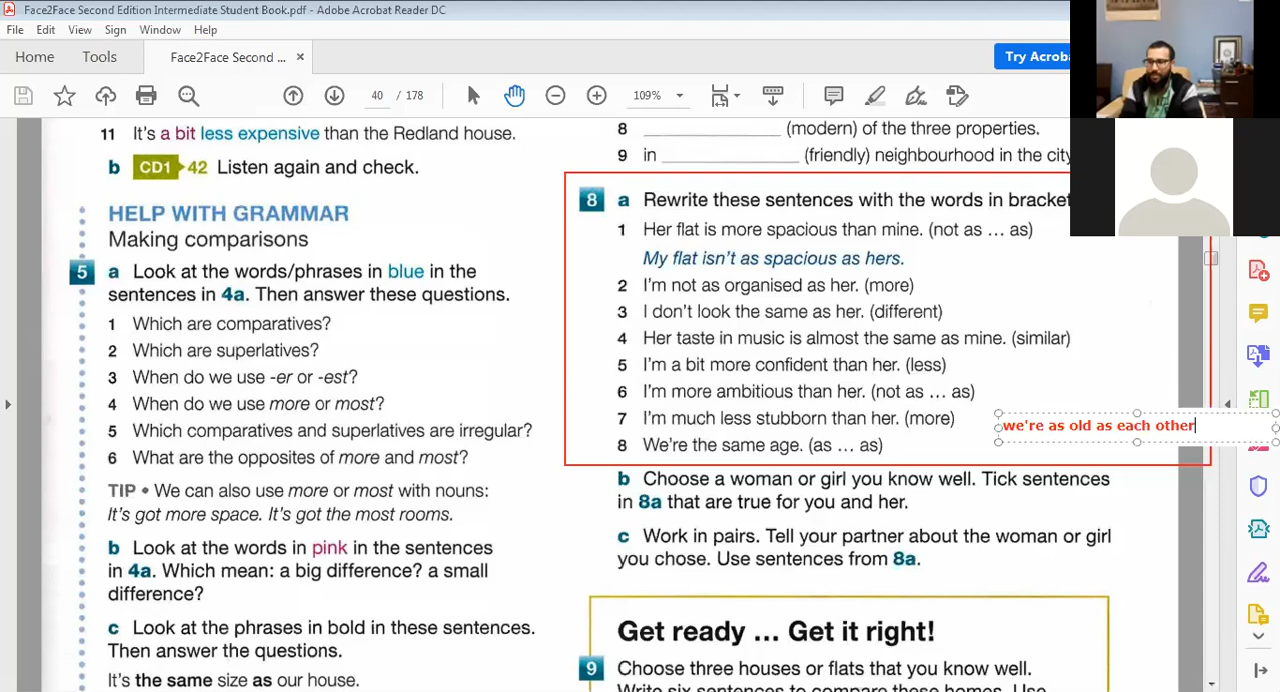 Face2Face Second Edition Intermediate Student Book.pdf - Adobe Acrobat Reader DC
File Edit View Sign Window Help
Home Tools Face2Face Second ... × Try Acroba
40 / 178 109%
11 It's a bit less expensive than the Redland house.
b CD1 42 Listen again and check.
HELP WITH GRAMMAR
Making comparisons
5 a Look at the words/phrases in blue in the
sentences in 4a. Then answer these questions.
1 Which are comparatives?
2 Which are superlatives?
3 When do we use -er or -est?
4 When do we use more or most?
5 Which comparatives and superlatives are irregular?
6 What are the opposites of more and most?
TIP • We can also use more or most with nouns:
It's got more space. It's got the most rooms.
b Look at the words in pink in the sentences
in 4a. Which mean: a big difference? a small
difference?
c Look at the phrases in bold in these sentences.
Then answer the questions.
It's the same size as our house.
8 ____________ (modern) of the three properties.
9 in ____________ (friendly) neighbourhood in the city
8 a Rewrite these sentences with the words in bracket
1 Her flat is more spacious than mine. (not as … as)
My flat isn't as spacious as hers.
2 I'm not as organised as her. (more)
3 I don't look the same as her. (different)
4 Her taste in music is almost the same as mine. (similar)
5 I'm a bit more confident than her. (less)
6 I'm more ambitious than her. (not as … as)
7 I'm much less stubborn than her. (more)
we're as old as each other
8 We're the same age. (as … as)
b Choose a woman or girl you know well. Tick sentences
in 8a that are true for you and her.
c Work in pairs. Tell your partner about the woman or girl
you chose. Use sentences from 8a.
Get ready … Get it right!
9 Choose three houses or flats that you know well.
Write six sentences to compare these homes. Use